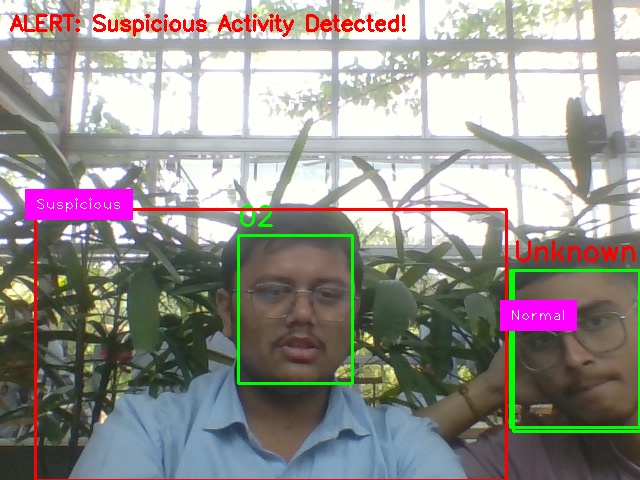 ALERT: Suspicious Activity Detected!
Suspicious
02
Unknown
Normal